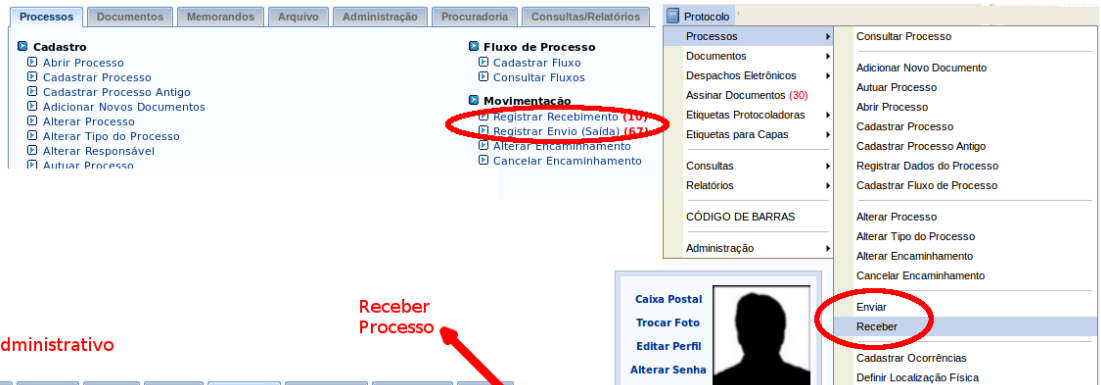 Processos Documentos Memorandos Arquivo Administração Procuradoria Consultas/Relatórios
Cadastro
Abrir Processo
Cadastrar Processo
Cadastrar Processo Antigo
Adicionar Novos Documentos
Alterar Processo
Alterar Tipo do Processo
Alterar Responsável
Autuar Processo
Fluxo de Processo
Cadastrar Fluxo
Consultar Fluxos
Movimentação
Registrar Recebimento (10)
Registrar Envio (Saída) (67)
Alterar Encaminhamento
Cancelar Encaminhamento
Protocolo
Processos
Documentos
Despachos Eletrônicos
Assinar Documentos (30)
Etiquetas Protocoladoras
Etiquetas para Capas
Consultas
Relatórios
CÓDIGO DE BARRAS
Administração
Consultar Processo
Adicionar Novo Documento
Autuar Processo
Abrir Processo
Cadastrar Processo
Cadastrar Processo Antigo
Registrar Dados do Processo
Cadastrar Fluxo de Processo
Alterar Processo
Alterar Tipo do Processo
Alterar Encaminhamento
Cancelar Encaminhamento
Enviar
Receber
Cadastrar Ocorrências
Definir Localização Física
Caixa Postal
Trocar Foto
Editar Perfil
Alterar Senha
Receber
Processo
dministrativo